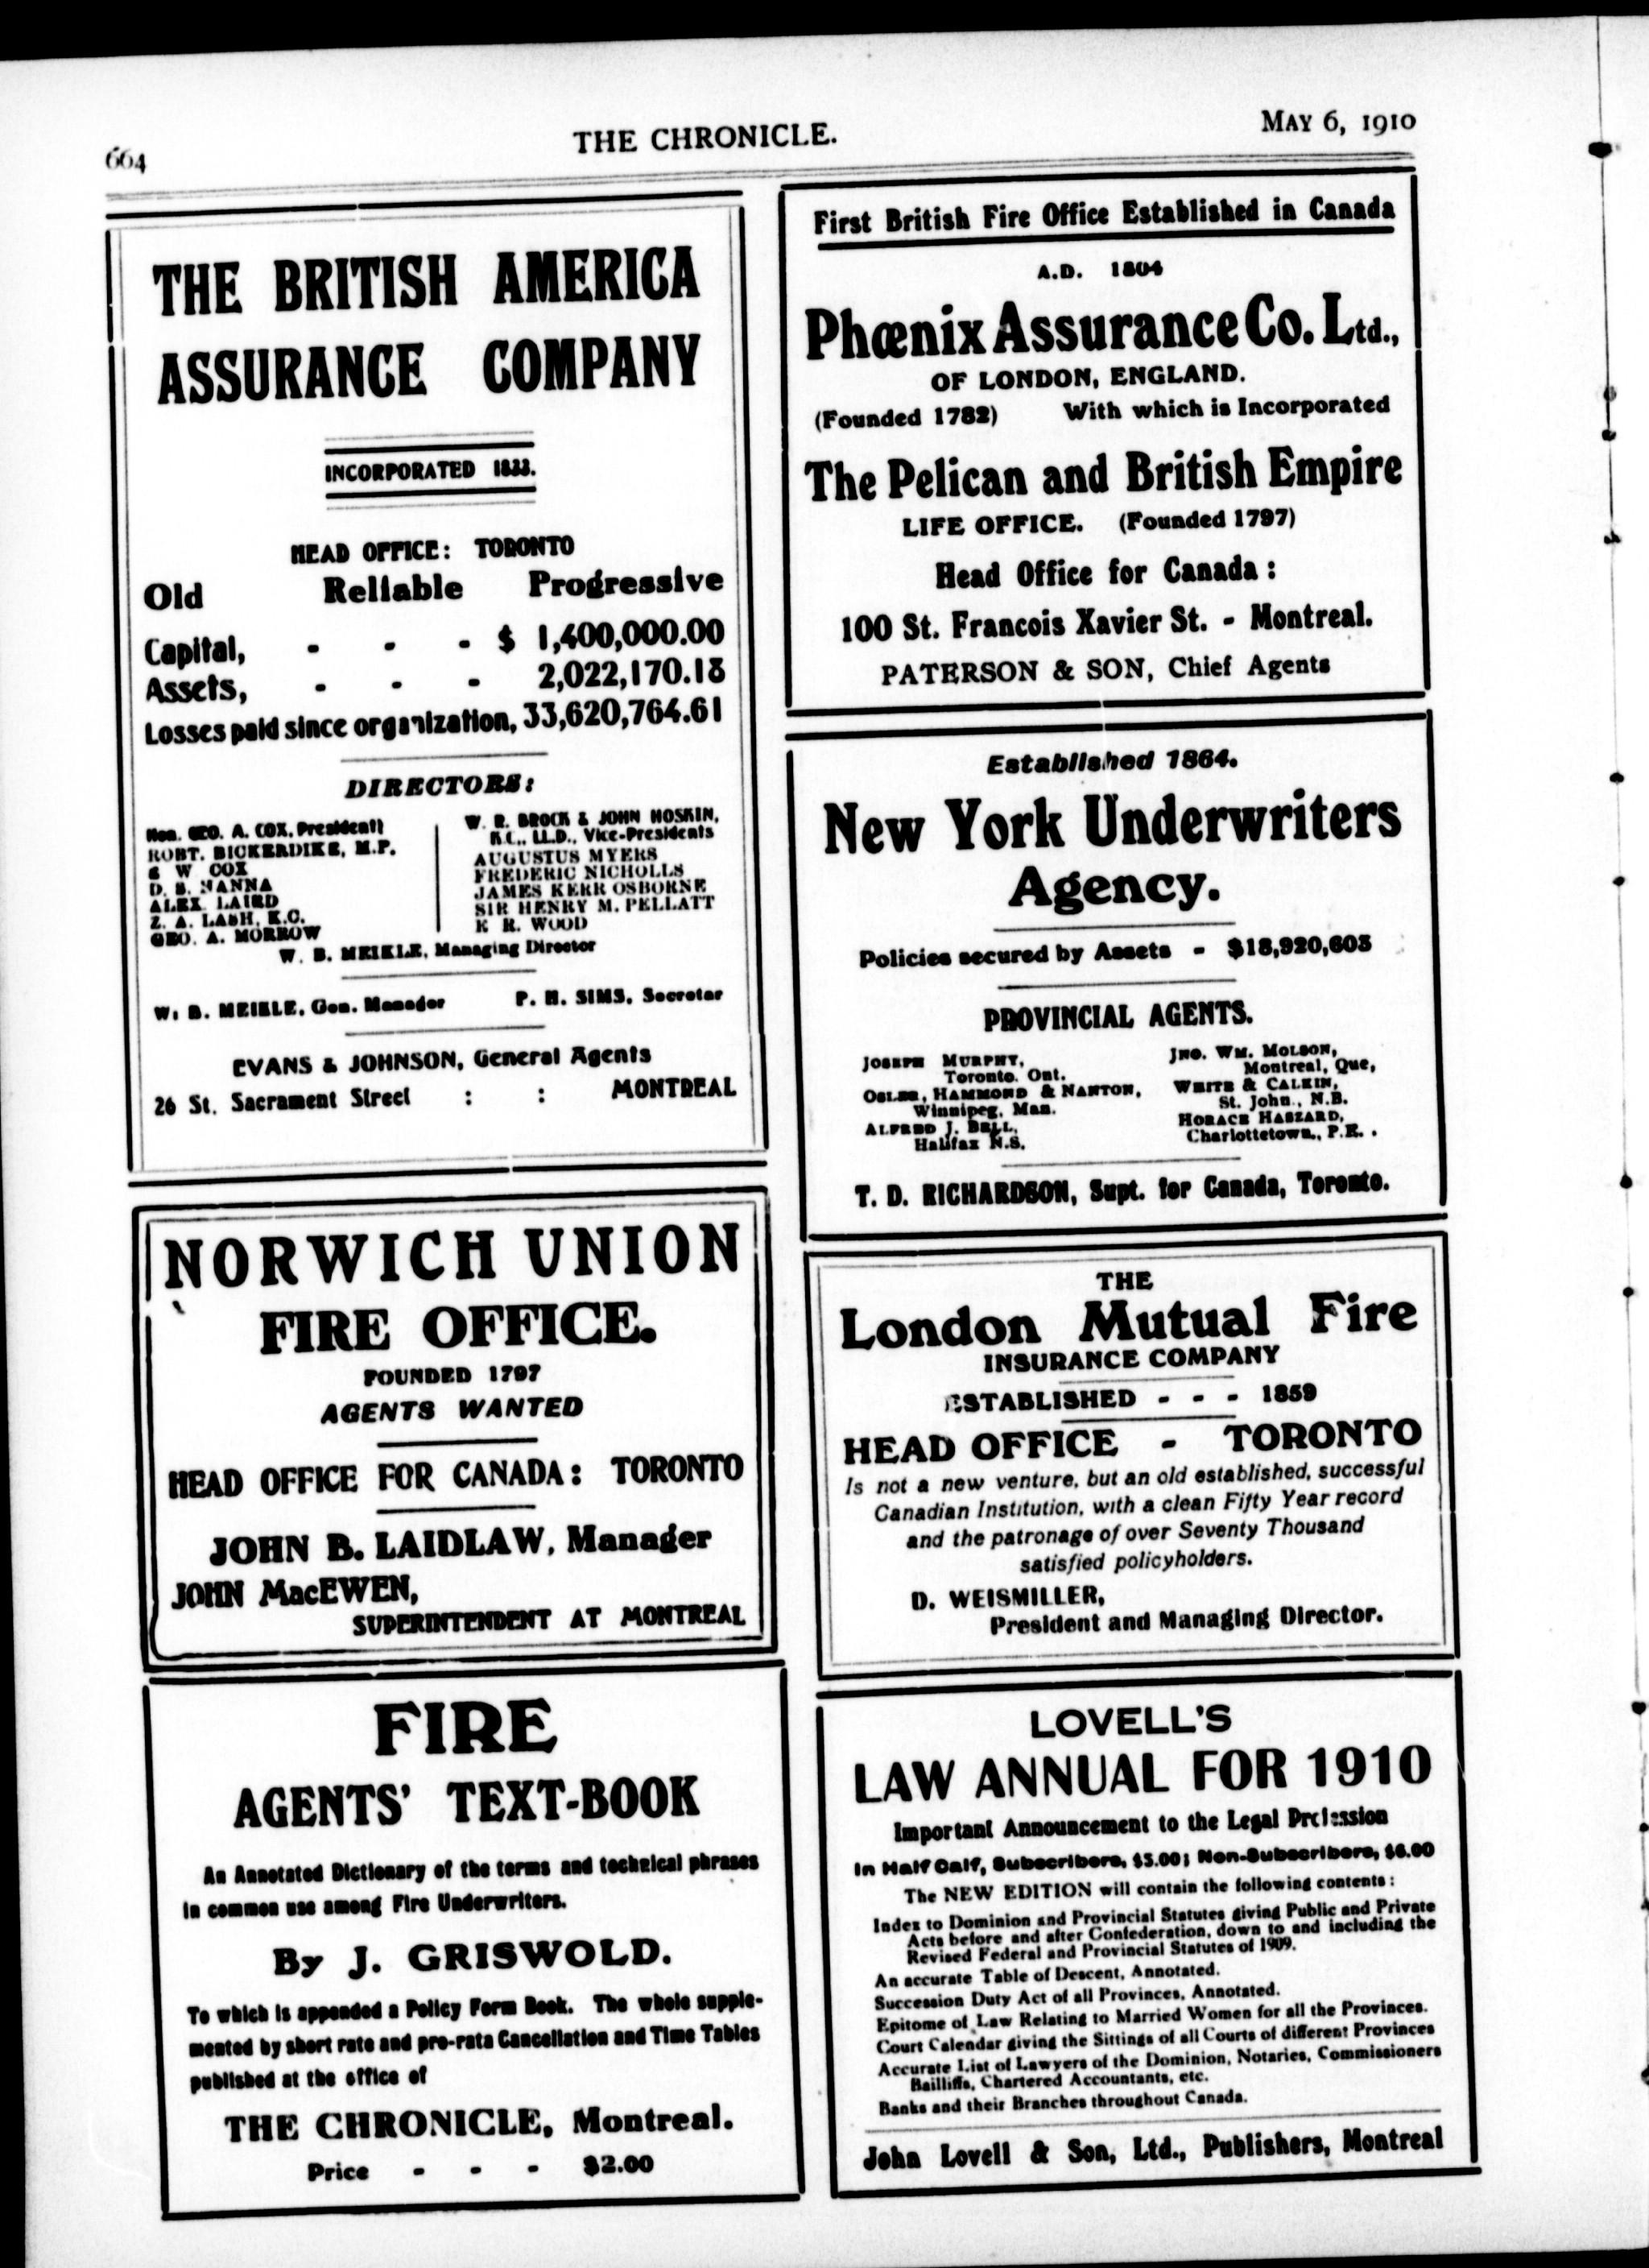 664
THE CHRONICLE.
MAY 6, 1910
THE BRITISH AMERICA
ASSURANCE COMPANY
INCORPORATED 1833.
HEAD OFFICE: TORONTO
Old Reliable Progressive
Capital, - - - $ 1,400,000.00
Assets, - - - 2,022,170.18
Losses paid since organization, 33,620,764.61
DIRECTORS:
Hon. GEO. A. COX, President
ROBT. BICKERDIKE, M.P.
E W COX
D. B. HANNA
ALEX LAIRD
Z. A. LASH, K.C.
GEO. A. MORROW
W. R. BROCK & JOHN HOSKIN,
K.C., LL.D., Vice-Presidents
AUGUSTUS MYERS
FREDERIC NICHOLLS
JAMES KERR OSBORNE
SIR HENRY M. PELLATT
E R. WOOD
W. B. MEIKLE, Managing Director
W. B. MEIKLE, Gen. Manager P. H. SIMS, Secretar
EVANS & JOHNSON, General Agents
26 St. Sacrament Street : : MONTREAL
NORWICH UNION
FIRE OFFICE.
FOUNDED 1797
AGENTS WANTED
HEAD OFFICE FOR CANADA: TORONTO
JOHN B. LAIDLAW, Manager
JOHN MacEWEN,
SUPERINTENDENT AT MONTREAL
FIRE
AGENTS' TEXT-BOOK
An Annotated Dictionary of the terms and technical phrases
in common use among Fire Underwriters.
By J. GRISWOLD.
To which is appended a Policy Form Book. The whole supple-
mented by short rate and pro-rata Cancellation and Time Tables
published at the office of
THE CHRONICLE, Montreal.
Price - - - $2.00
First British Fire Office Established in Canada
A.D. 1804
Phœnix Assurance Co. Ltd.,
OF LONDON, ENGLAND.
(Founded 1782) With which is Incorporated
The Pelican and British Empire
LIFE OFFICE. (Founded 1797)
Head Office for Canada :
100 St. Francois Xavier St. - Montreal.
PATERSON & SON, Chief Agents
Established 1864.
New York Underwriters
Agency.
Policies secured by Assets - $18,920,603
PROVINCIAL AGENTS.
JOSEPH MURPHY,
Toronto. Ont.
OSLER, HAMMOND & NANTON,
Winnipeg, Man.
ALFRED J. BELL,
Halifax N.S.
JNO. WM. MOLSON,
Montreal, Que,
WHITE & CALKIN,
St. John., N.B.
HORACE HASZARD,
Charlottetown., P.E. .
T. D. RICHARDSON, Supt. for Canada, Toronto.
THE
London Mutual Fire
INSURANCE COMPANY
ESTABLISHED - - - 1859
HEAD OFFICE - TORONTO
Is not a new venture, but an old established, successful
Canadian Institution, with a clean Fifty Year record
and the patronage of over Seventy Thousand
satisfied policyholders.
D. WEISMILLER,
President and Managing Director.
LOVELL'S
LAW ANNUAL FOR 1910
Important Announcement to the Legal Profession
In Half Calf, Subscribers, $5.00; Non-Subscribers, $6.00
The NEW EDITION will contain the following contents :
Index to Dominion and Provincial Statutes giving Public and Private
Acts before and after Confederation, down to and including the
Revised Federal and Provincial Statutes of 1909.
An accurate Table of Descent, Annotated.
Succession Duty Act of all Provinces, Annotated.
Epitome of Law Relating to Married Women for all the Provinces.
Court Calendar giving the Sittings of all Courts of different Provinces
Accurate List of Lawyers of the Dominion, Notaries, Commissioners
Bailiffs, Chartered Accountants, etc.
Banks and their Branches throughout Canada.
John Lovell & Son, Ltd., Publishers, Montreal